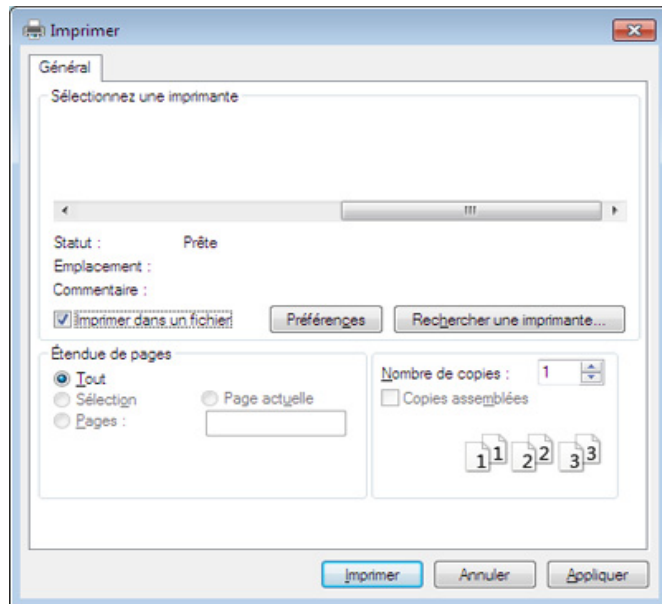 Imprimer
Général
Sélectionnez une imprimante
Statut : Prête
Emplacement :
Commentaire :
Imprimer dans un fichier Préférences Rechercher une imprimante...
Étendue de pages
Tout
Sélection Page actuelle
Pages :
Nombre de copies : 1
Copies assemblées
1 1 2 2 3 3
Imprimer Annuler Appliquer